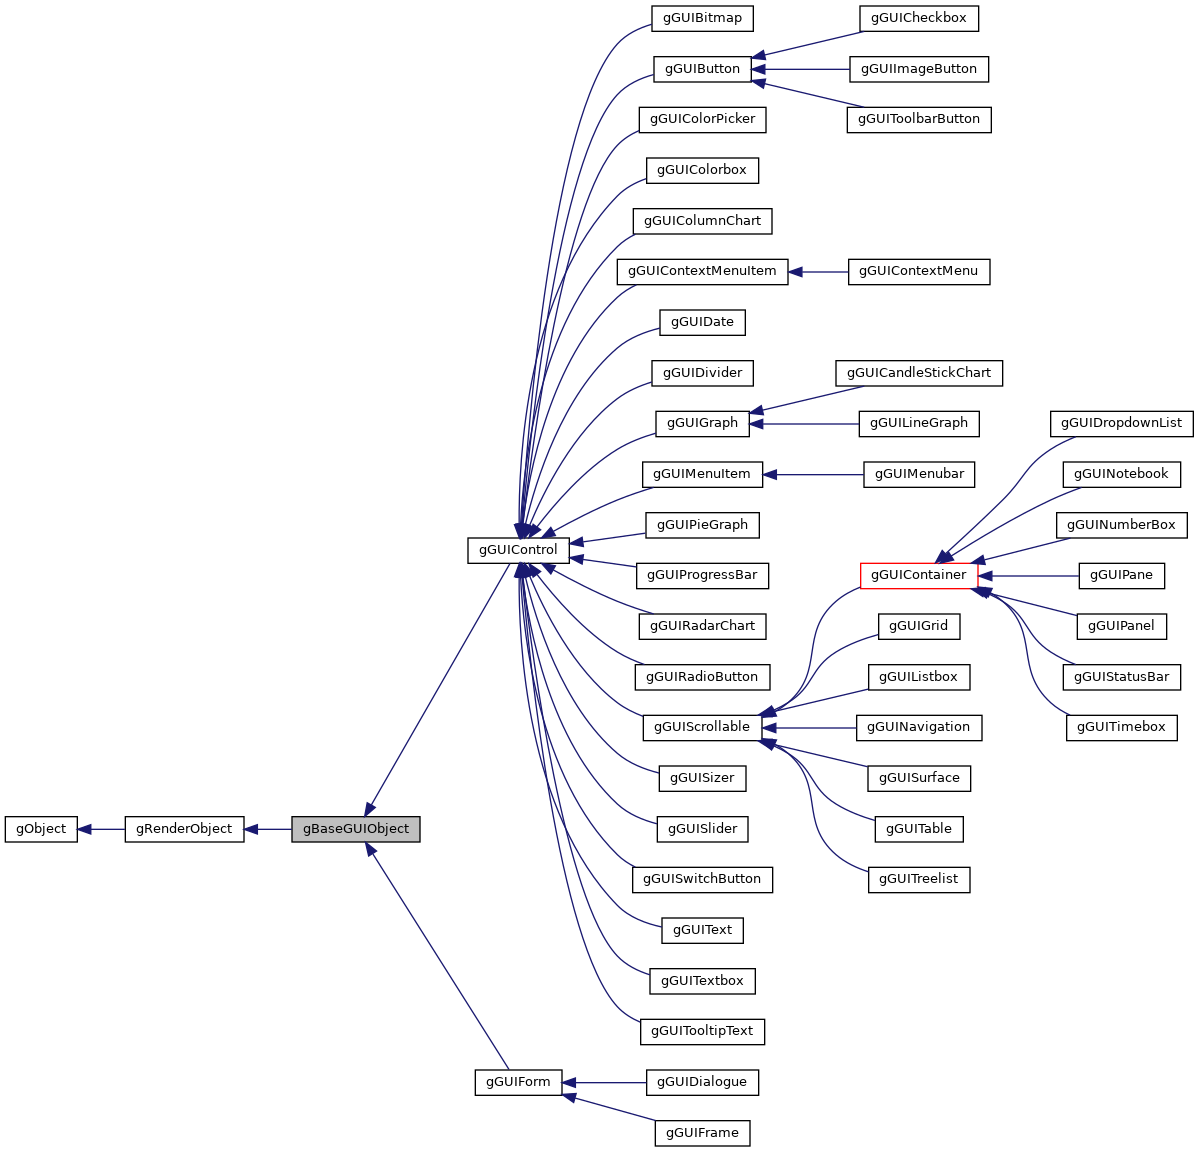 gGUIBitmap
gGUICheckbox
gGUIButton
gGUIImageButton
gGUIColorPicker
gGUIToolbarButton
gGUIColorbox
gGUIColumnChart
gGUIContextMenuItem
gGUIContextMenu
gGUIDate
gGUIDivider
gGUICandleStickChart
gGUIGraph
gGUILineGraph
gGUIDropdownList
gGUIMenuItem
gGUIMenubar
gGUINotebook
gGUIPieGraph
gGUINumberBox
gGUIControl
gGUIProgressBar
gGUIContainer
gGUIPane
gGUIRadarChart
gGUIGrid
gGUIPanel
gGUIRadioButton
gGUIListbox
gGUIStatusBar
gGUIScrollable
gGUINavigation
gGUITimebox
gGUISizer
gGUISurface
gObject
gRenderObject
gBaseGUIObject
gGUISlider
gGUITable
gGUISwitchButton
gGUITreelist
gGUIText
gGUITextbox
gGUITooltipText
gGUIForm
gGUIDialogue
gGUIFrame